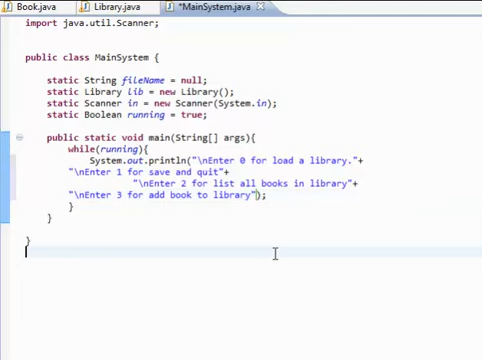 Book.java Library.java *MainSystem.java
import java.util.Scanner;
public class MainSystem {
static String fileName = null;
static Library lib = new Library();
static Scanner in = new Scanner(System.in);
static Boolean running = true;
public static void main(String[] args){
while(running){
System.out.println("\nEnter 0 for load a library."+
"\nEnter 1 for save and quit"+
"\nEnter 2 for list all books in library"+
"\nEnter 3 for add book to library");
}
}
}